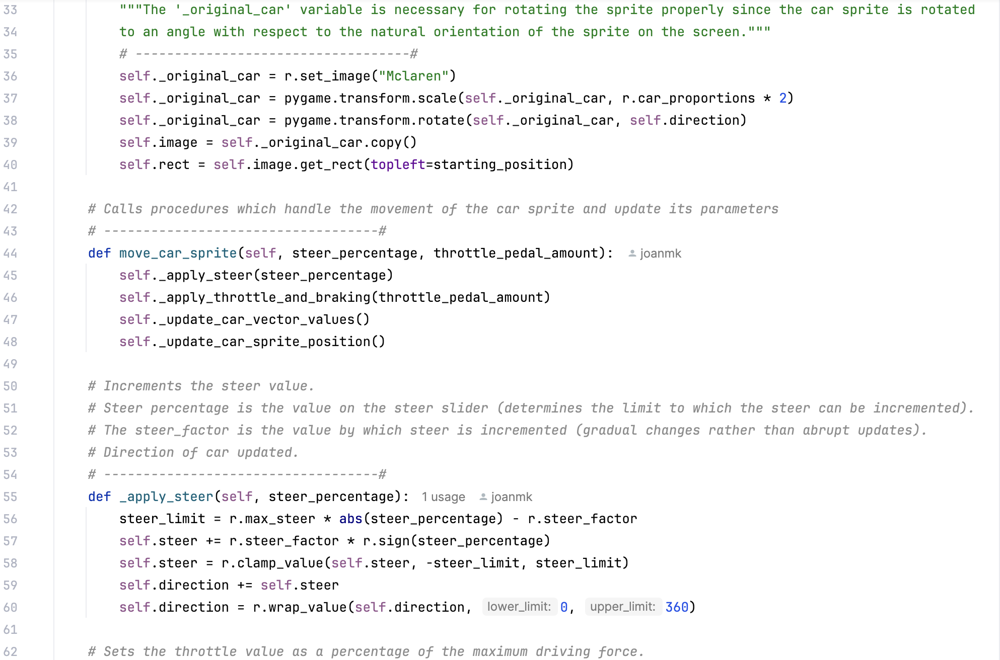 33 """The '_original_car' variable is necessary for rotating the sprite properly since the car sprite is rotated
34 to an angle with respect to the natural orientation of the sprite on the screen."""
35 # -----------------------------------#
36 self._original_car = r.set_image("Mclaren")
37 self._original_car = pygame.transform.scale(self._original_car, r.car_proportions * 2)
38 self._original_car = pygame.transform.rotate(self._original_car, self.direction)
39 self.image = self._original_car.copy()
40 self.rect = self.image.get_rect(topleft=starting_position)
41
42 # Calls procedures which handle the movement of the car sprite and update its parameters
43 # -----------------------------------#
44 def move_car_sprite(self, steer_percentage, throttle_pedal_amount): joanmk
45 self._apply_steer(steer_percentage)
46 self._apply_throttle_and_braking(throttle_pedal_amount)
47 self._update_car_vector_values()
48 self._update_car_sprite_position()
49
50 # Increments the steer value.
51 # Steer percentage is the value on the steer slider (determines the limit to which the steer can be incremented).
52 # The steer_factor is the value by which steer is incremented (gradual changes rather than abrupt updates).
53 # Direction of car updated.
54 # -----------------------------------#
55 def _apply_steer(self, steer_percentage): 1 usage joanmk
56 steer_limit = r.max_steer * abs(steer_percentage) - r.steer_factor
57 self.steer += r.steer_factor * r.sign(steer_percentage)
58 self.steer = r.clamp_value(self.steer, -steer_limit, steer_limit)
59 self.direction += self.steer
60 self.direction = r.wrap_value(self.direction, lower_limit: 0, upper_limit: 360)
61
62 # Sets the throttle value as a percentage of the maximum driving force.